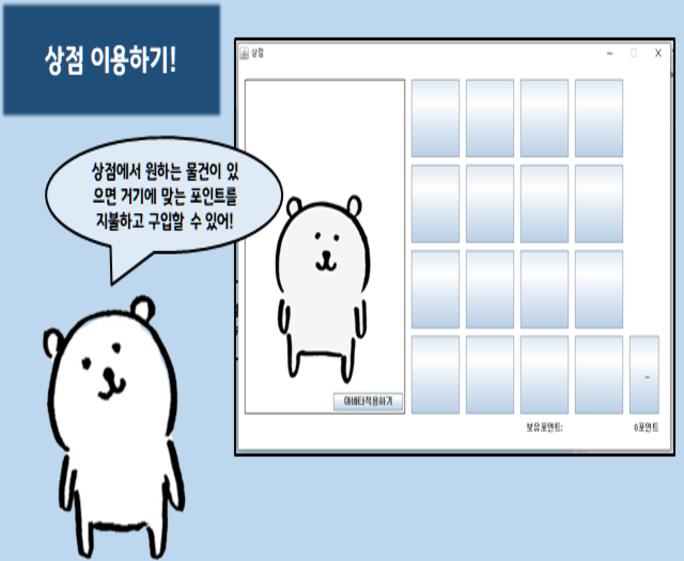 상점 이용하기!
상점
상점에서 원하는 물건이 있
으면 거기에 맞는 포인트를
지불하고 구입할 수 있어!
아바타적용하기
보유포인트:
0포인트